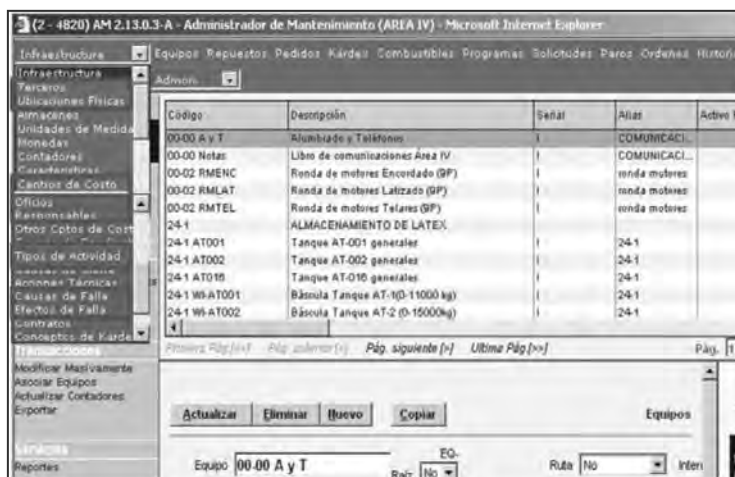 (2 - 4820) AM 2.13.0.3-A - Administrador de Mantenimiento (AREA IV) - Microsoft Internet Explorer
Infraestructura Equipos Repuestos Pedidos Kárdex Combustibles Programas Solicitudes Paros Ordenes
Infraestructura
Terceros
Ubicaciones Físicas
Almacenes
Unidades de Medida
Monedas
Contadores
Características
Centros de Costo
Oficios
Responsables
Otros Cptos de Cost
Tipos de Actividad
Acciones Técnicas
Causas de Falla
Efectos de Falla
Contratos
Conceptos de Karde
Transacciones
Modificar Masivamente
Asociar Equipos
Actualizar Contadores
Exportar
Servicios
Reportes
Admon.
Código Descripción Serial Alias Activo
00-00 A y T Alumbrado y Teléfonos I COMUNICACI...
00-00 Notas Libro de comunicaciones Área IV I COMUNICACI...
00-02 RMENC Ronda de motores Encordado (9P) I ronda motores
00-02 RMLAT Ronda de motores Latizado (9P) I ronda motores
00-02 RMTEL Ronda de motores Telares (9P) I ronda motores
24-1 ALMACENAMIENTO DE LATEX
24-1 AT001 Tanque AT-001 generales I 24-1
24-1 AT002 Tanque AT-002 generales I 24-1
24-1 AT016 Tanque AT-016 generales I 24-1
24-1 WI-AT001 Báscula Tanque AT-1(0-11000 kg) I 24-1
24-1 WI-AT002 Báscula Tanque AT-2 (0-15000kg) I 24-1
Primera Pág.[<<] Pág. anterior[<] Pág. siguiente [>] Ultima Pág.[>>] Pág. 1
Actualizar Eliminar Nuevo Copiar Equipos
Equipo 00-00 A y T EQ-Raíz No Ruta No